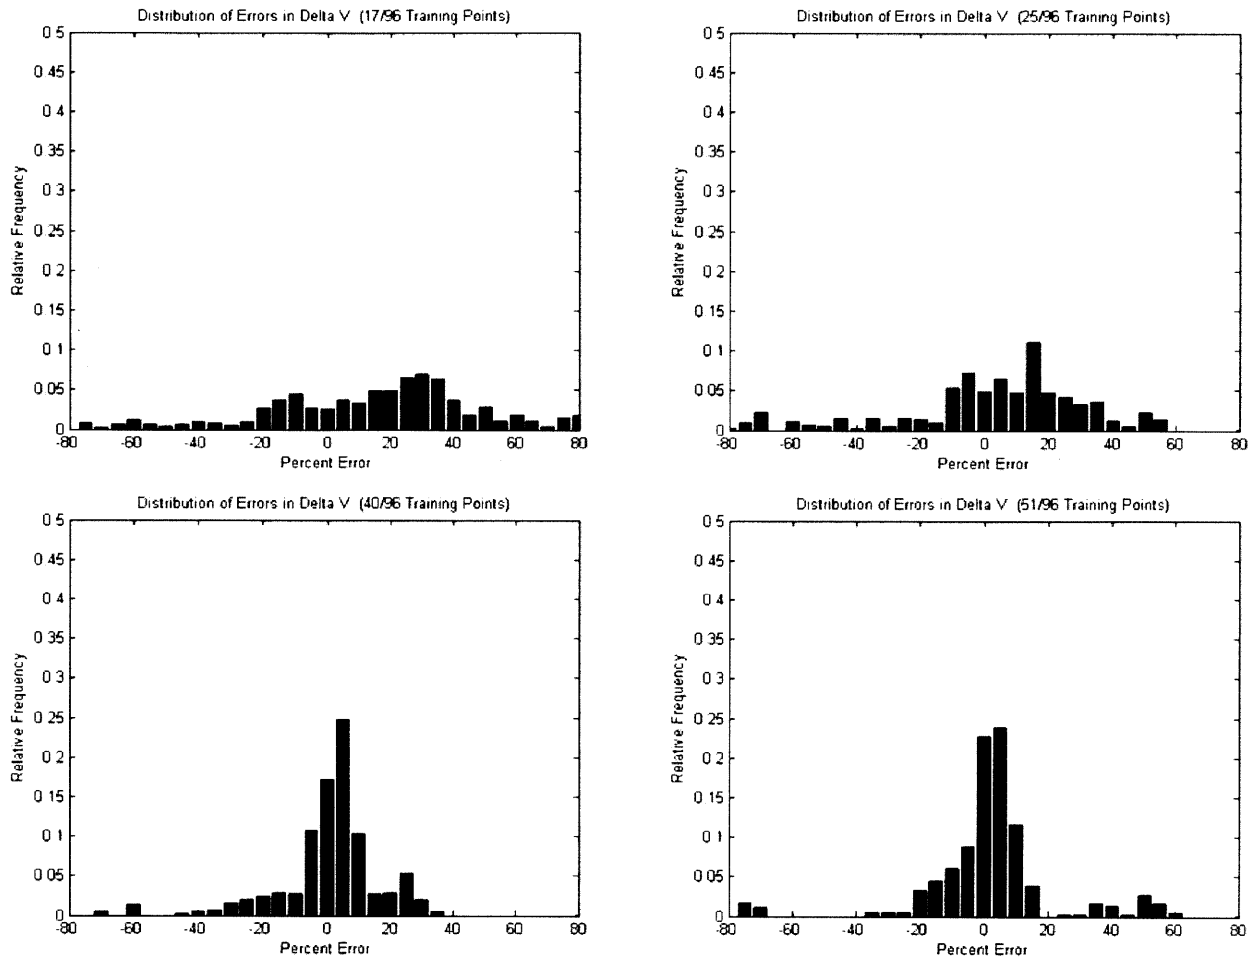 Distribution of Errors in Delta V (17/96 Training Points)
0.5
0.45
0.4
0.35
0.3
0.25
0.2
0.15
0.1
0.05
0
Relative Frequency
-80 -60 -40 -20 0 20 40 60 80
Percent Error
Distribution of Errors in Delta V (25/96 Training Points)
0.5
0.45
0.4
0.35
0.3
0.25
0.2
0.15
0.1
0.05
0
Relative Frequency
-80 -60 -40 -20 0 20 40 60 80
Percent Error
Distribution of Errors in Delta V (40/96 Training Points)
0.5
0.45
0.4
0.35
0.3
0.25
0.2
0.15
0.1
0.05
0
Relative Frequency
-80 -60 -40 -20 0 20 40 60 80
Percent Error
Distribution of Errors in Delta V (51/96 Training Points)
0.5
0.45
0.4
0.35
0.3
0.25
0.2
0.15
0.1
0.05
0
Relative Frequency
-80 -60 -40 -20 0 20 40 60 80
Percent Error